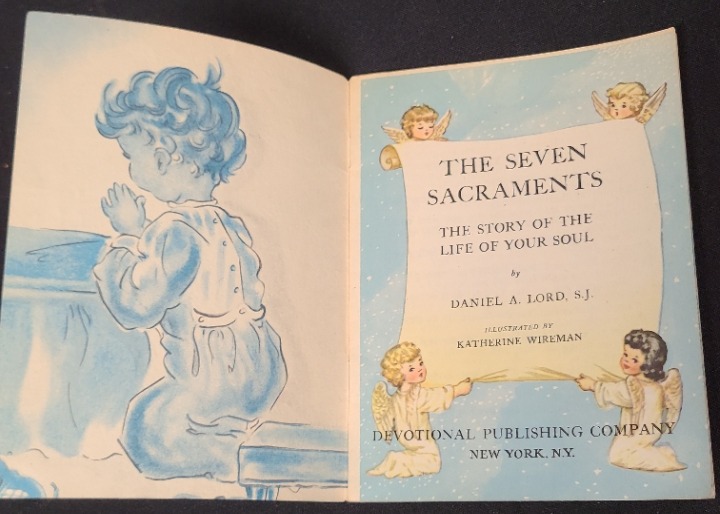 THE SEVEN
SACRAMENTS
THE STORY OF THE
LIFE OF YOUR SOUL
by
DANIEL A. LORD, S.J.
ILLUSTRATED BY
KATHERINE WIREMAN
DEVOTIONAL PUBLISHING COMPANY
NEW YORK, N.Y.